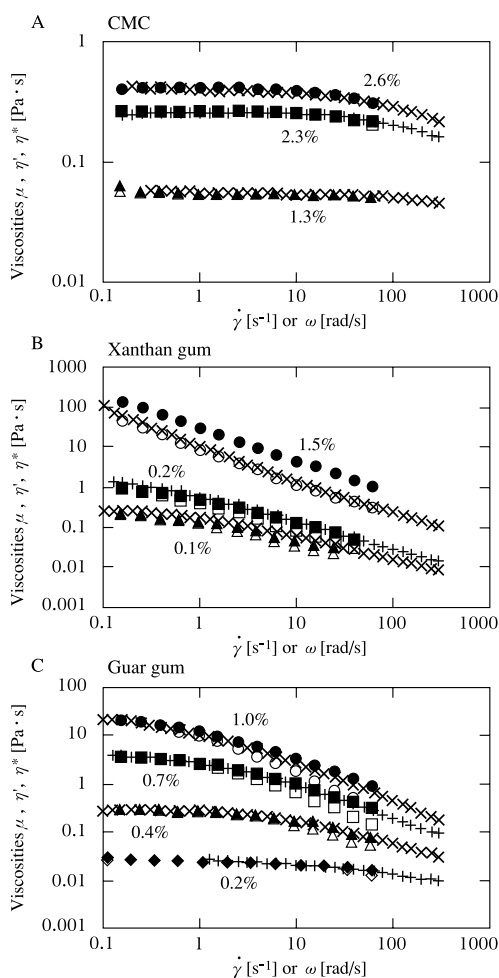 A CMC
1
0.1
0.01
Viscosities μ, η', η* [Pa・s]
2.6%
2.3%
1.3%
0.1 1 10 100 1000
γ̇ [s⁻¹] or ω [rad/s]
B Xanthan gum
1000
100
10
1
0.1
0.01
0.001
Viscosities μ, η', η* [Pa・s]
1.5%
0.2%
0.1%
0.1 1 10 100 1000
γ̇ [s⁻¹] or ω [rad/s]
C Guar gum
100
10
1
0.1
0.01
0.001
Viscosities μ, η', η* [Pa・s]
1.0%
0.7%
0.4%
0.2%
0.1 1 10 100 1000
γ̇ [s⁻¹] or ω [rad/s]